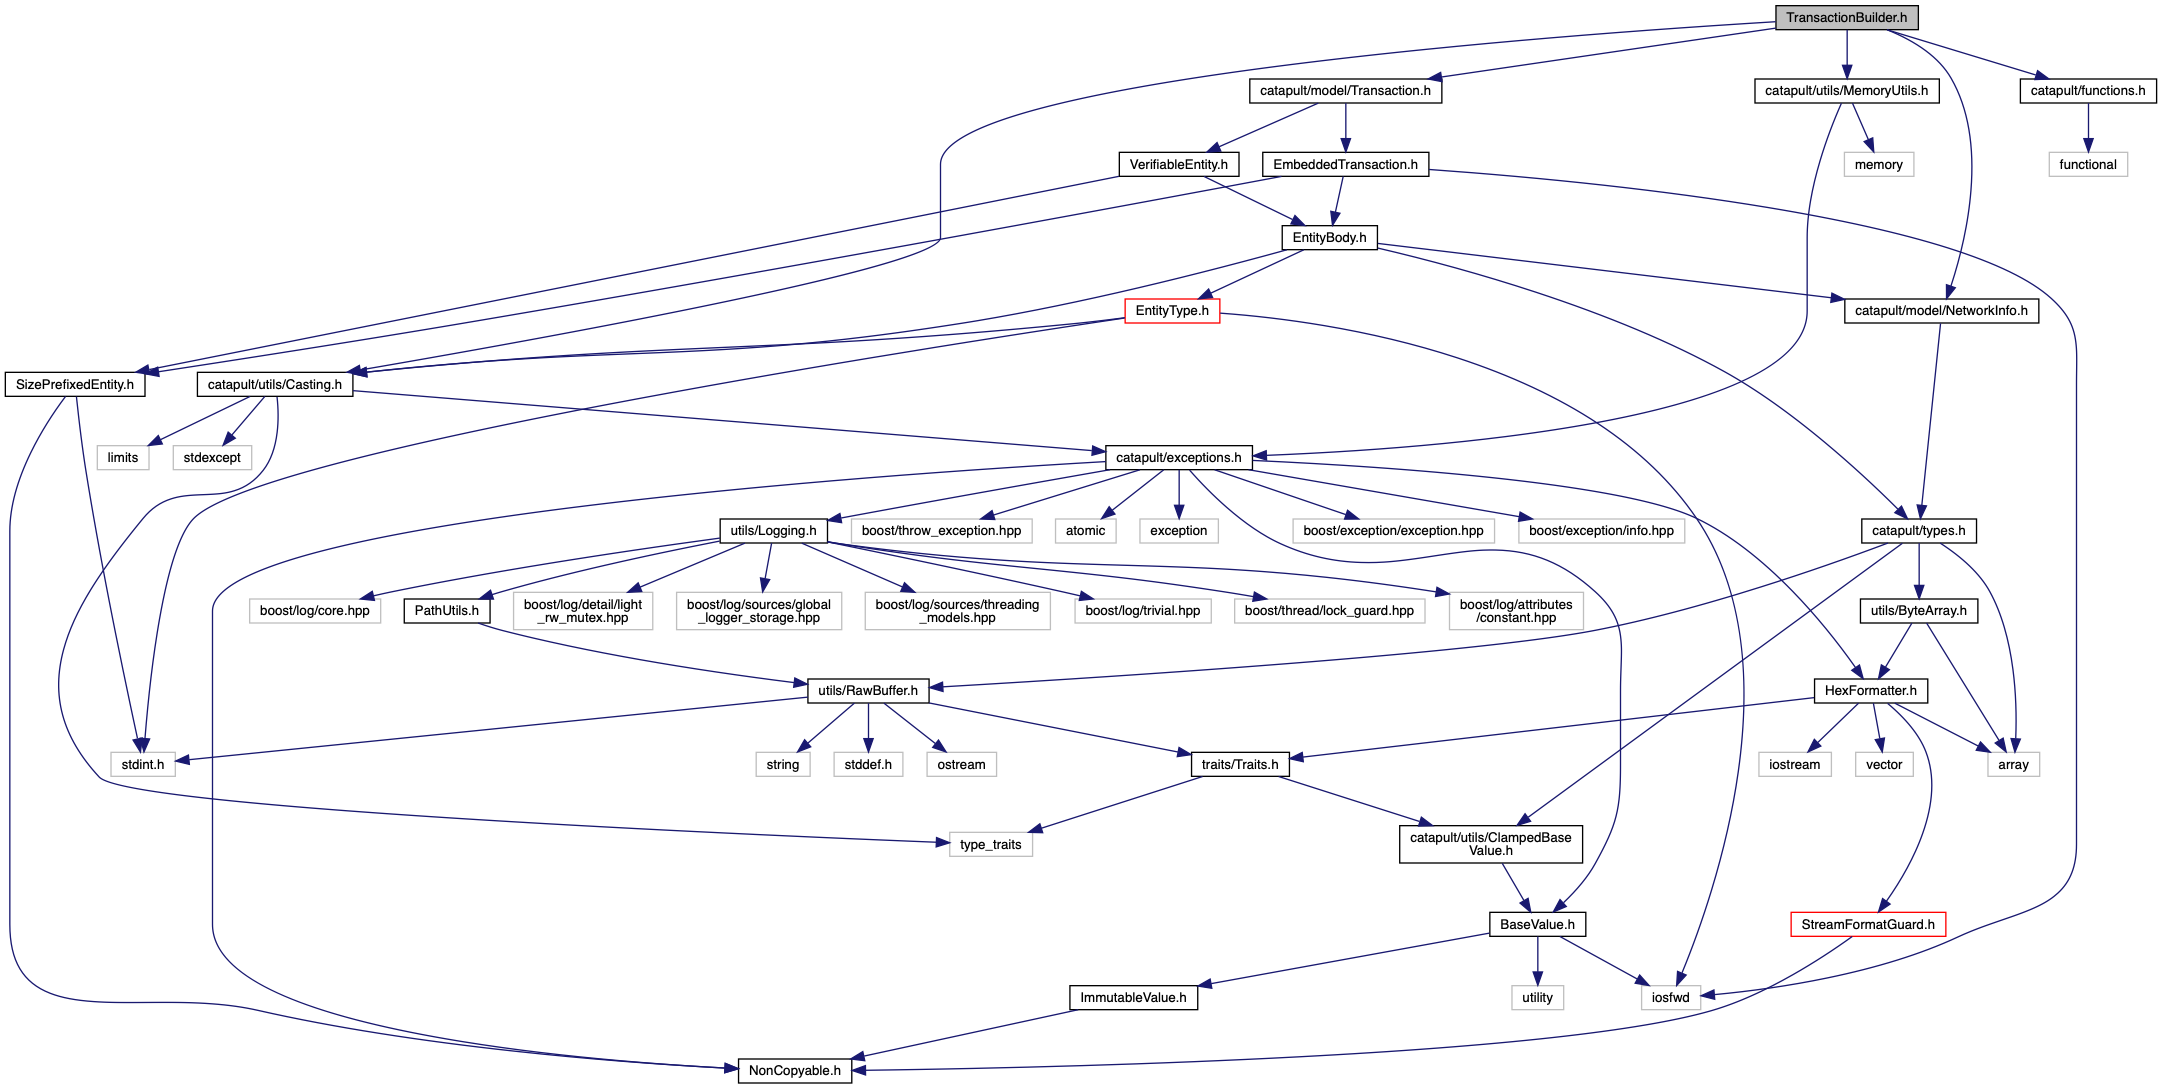 TransactionBuilder.h
catapult/model/Transaction.h
catapult/utils/MemoryUtils.h
catapult/functions.h
VerifiableEntity.h
EmbeddedTransaction.h
memory
functional
EntityBody.h
EntityType.h
catapult/model/NetworkInfo.h
SizePrefixedEntity.h
catapult/utils/Casting.h
limits
stdexcept
catapult/exceptions.h
utils/Logging.h
boost/throw_exception.hpp
atomic
exception
boost/exception/exception.hpp
boost/exception/info.hpp
catapult/types.h
boost/log/core.hpp
PathUtils.h
boost/log/detail/light
_rw_mutex.hpp
boost/log/sources/global
_logger_storage.hpp
boost/log/sources/threading
_models.hpp
boost/log/trivial.hpp
boost/thread/lock_guard.hpp
boost/log/attributes
/constant.hpp
utils/ByteArray.h
utils/RawBuffer.h
HexFormatter.h
stdint.h
string
stddef.h
ostream
traits/Traits.h
iostream
vector
array
type_traits
catapult/utils/ClampedBase
Value.h
BaseValue.h
StreamFormatGuard.h
ImmutableValue.h
utility
iosfwd
NonCopyable.h